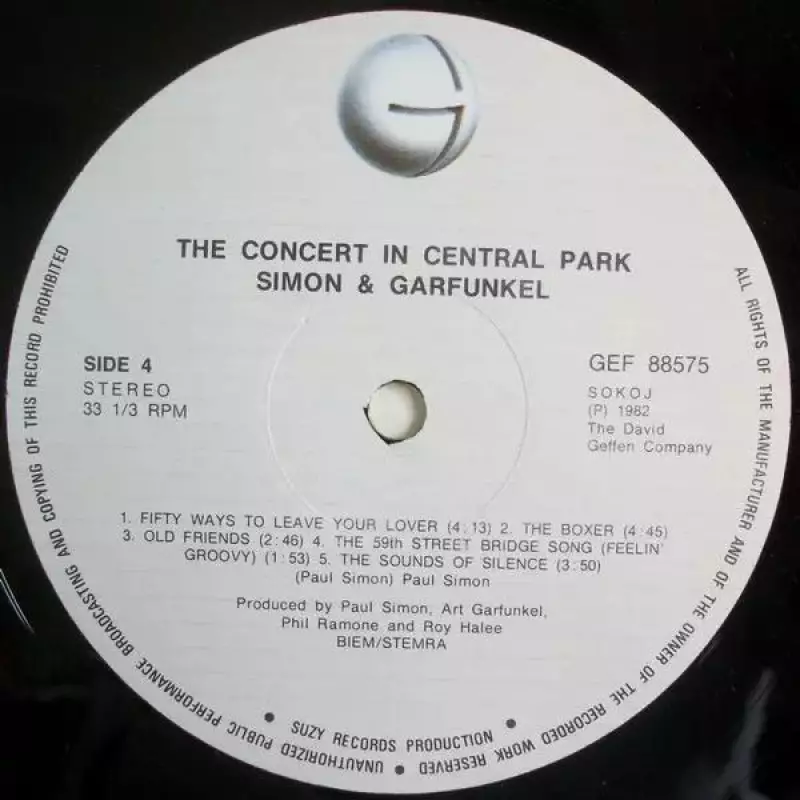 THE CONCERT IN CENTRAL PARK
SIMON & GARFUNKEL
SIDE 4
STEREO
33 1/3 RPM
GEF 88575
SOKOJ
(P) 1982
The David
Geffen Company
1. FIFTY WAYS TO LEAVE YOUR LOVER (4:13) 2. THE BOXER (4:45)
3. OLD FRIENDS (2:46) 4. THE 59th STREET BRIDGE SONG (FEELIN'
GROOVY) (1:53) 5. THE SOUNDS OF SILENCE (3:50)
(Paul Simon) Paul Simon
Produced by Paul Simon, Art Garfunkel,
Phil Ramone and Roy Halee
BIEM/STEMRA
• SUZY RECORDS PRODUCTION •
ALL RIGHTS OF THE MANUFACTURER AND OF THE OWNER OF THE RECORDED WORK RESERVED • UNAUTHORIZED PUBLIC PERFORMANCE BROADCASTING AND COPYING OF THIS RECORD PROHIBITED